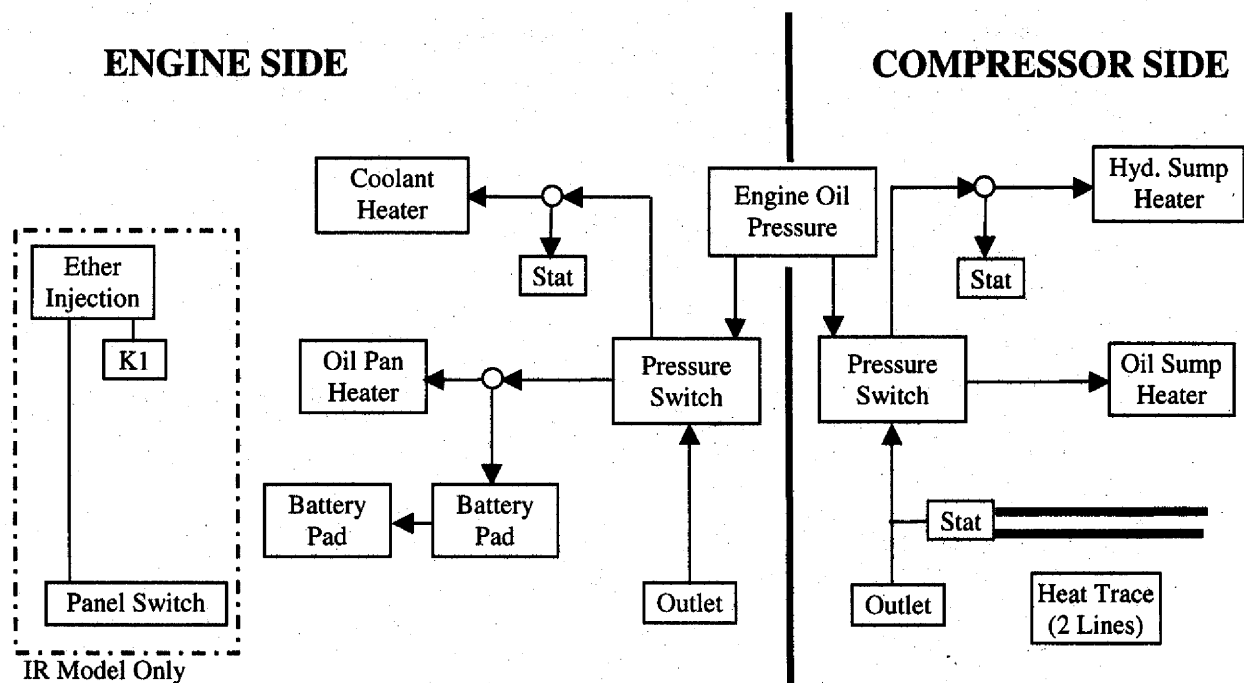 ENGINE SIDE
COMPRESSOR SIDE
Coolant
Heater
Stat
Engine Oil
Pressure
Hyd. Sump
Heater
Stat
Ether
Injection
K1
Oil Pan
Heater
Pressure
Switch
Pressure
Switch
Oil Sump
Heater
Battery
Pad
Battery
Pad
Stat
Panel Switch
Outlet
Outlet
Heat Trace
(2 Lines)
IR Model Only